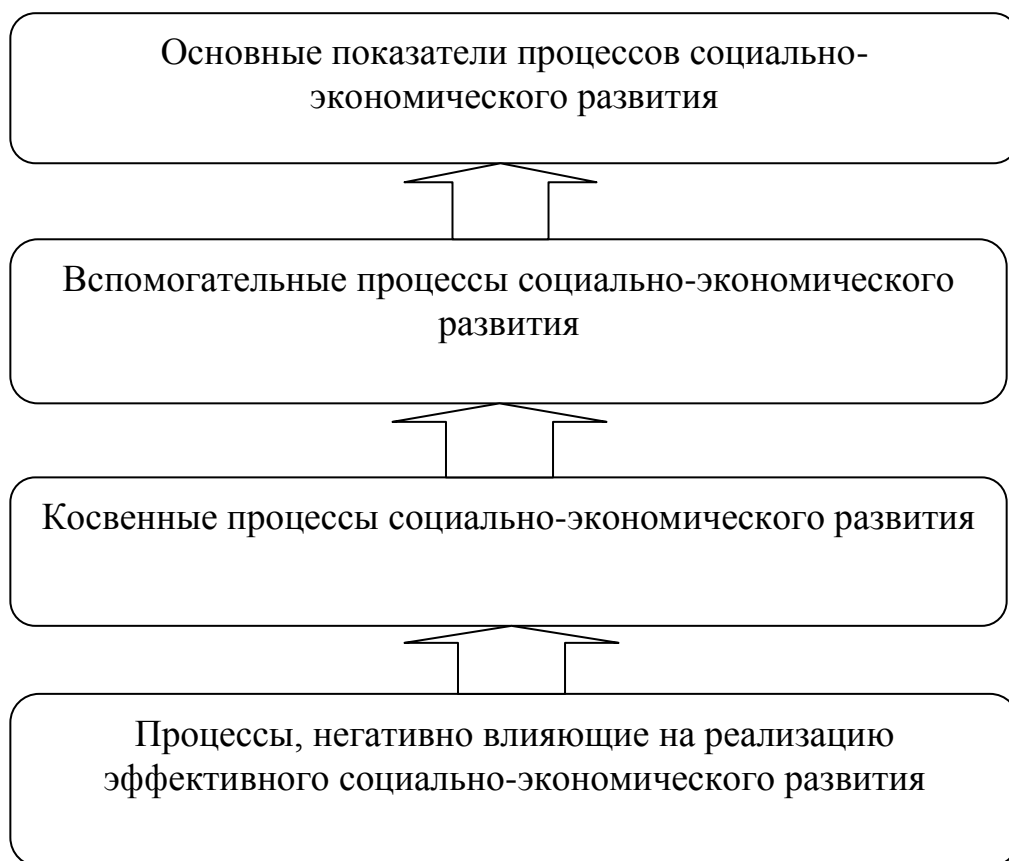 Основные показатели процессов социально-
экономического развития
Вспомогательные процессы социально-экономического
развития
Косвенные процессы социально-экономического развития
Процессы, негативно влияющие на реализацию
эффективного социально-экономического развития